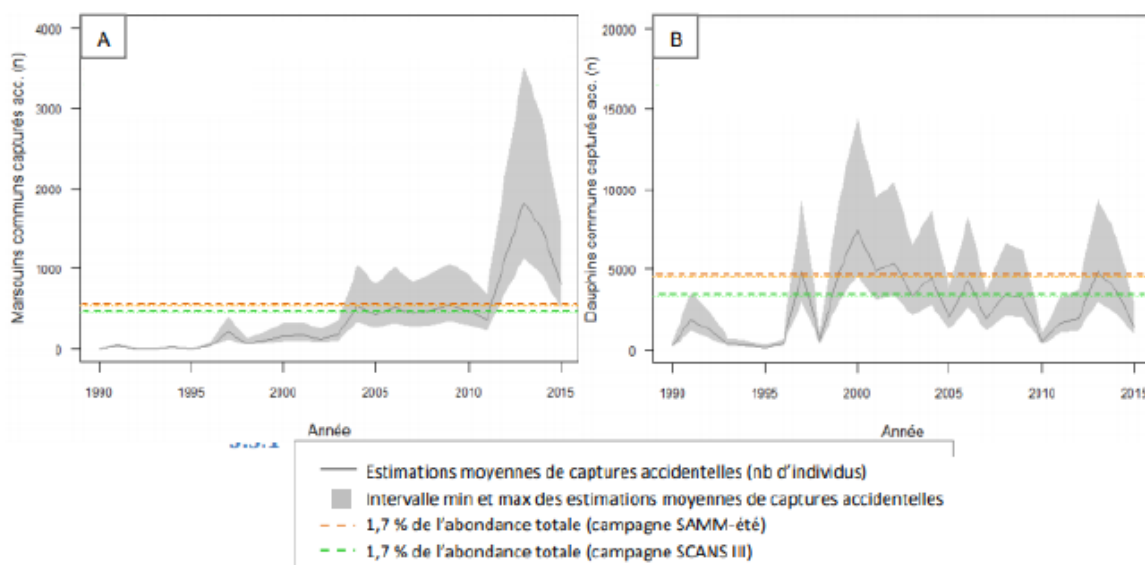 A
B
Marsouins communs capturés acc. (n)
4000
3000
2000
1000
0
1990
1995
2000
2005
2010
2015
Année
Dauphins communs capturés acc. (n)
20000
15000
10000
5000
0
1990
1995
2000
2005
2010
2015
Année
Estimations moyennes de captures accidentelles (nb d'individus)
Intervalle min et max des estimations moyennes de captures accidentelles
1,7 % de l'abondance totale (campagne SAMM-été)
1,7 % de l'abondance totale (campagne SCANS III)